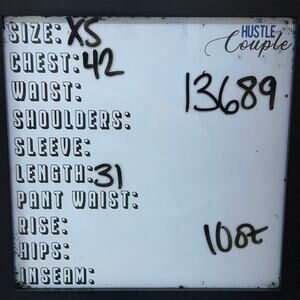 SIZE: XS
HUSTLE
Couple
CHEST: 42
WAIST:
13689
SHOULDERS:
SLEEVE:
LENGTH: 31
PANT WAIST:
RISE:
10oz
HIPS:
INSEAM: